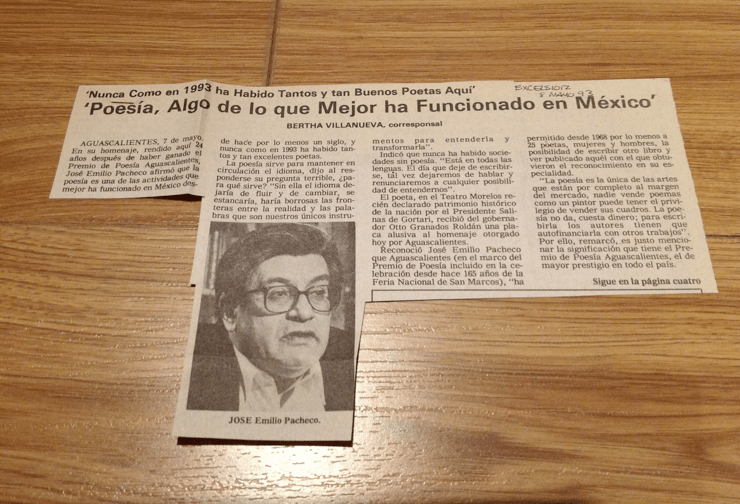 'Nunca Como en 1993 ha Habido Tantos y tan Buenos Poetas Aquí'
EXCELSIOR
8 MAYO 93
'Poesía, Algo de lo que Mejor ha Funcionado en México'
BERTHA VILLANUEVA, corresponsal
AGUASCALIENTES, 7 de mayo.
En su homenaje, rendido aquí 24
años después de haber ganado el
Premio de Poesía Aguascalientes,
José Emilio Pacheco afirmó que la
poesía es una de las actividades que
mejor ha funcionado en México des-
de hace por lo menos un siglo, y
nunca como en 1993 ha habido tan-
tos y tan excelentes poetas.
La poesía sirve para mantener en
circulación el idioma, dijo al res-
ponderse su pregunta terrible, ¿pa-
ra qué sirve? "Sin ella el idioma de-
jaría de fluir y de cambiar, se
estancaría, haría borrosas las fron-
teras entre la realidad y las pala-
bras que son nuestros únicos instru-
JOSE Emilio Pacheco.
mentos para entenderla y
transformarla".
Indicó que nunca ha habido socie-
dades sin poesía. "Está en todas las
lenguas. El día que deje de escribir-
se, tal vez dejaremos de hablar y
renunciaremos a cualquier posibili-
dad de entendernos".
El poeta, en el Teatro Morelos re-
cién declarado patrimonio histórico
de la nación por el Presidente Sali-
nas de Gortari, recibió del goberna-
dor Otto Granados Roldán una pla-
ca alusiva al homenaje otorgado
hoy por Aguascalientes.
Reconoció José Emilio Pacheco
que Aguascalientes (en el marco del
Premio de Poesía incluido en la ce-
lebración desde hace 165 años de la
Feria Nacional de San Marcos), "ha
permitido desde 1968 por lo menos a
25 poetas, mujeres y hombres, la
posibilidad de escribir otro libro y
ver publicado aquél con el que obtu-
vieron el reconocimiento en su es-
pecialidad.
"La poesía es la única de las artes
que están por completo al margen
del mercado, nadie vende poemas
como un pintor puede tener el privi-
legio de vender sus cuadros. La poe-
sía no da, cuesta dinero; para escri-
birla los autores tienen que
autofinanciarla con otros trabajos".
Por ello, remarcó, es justo mencio-
nar la significación que tiene el Pre-
mio de Poesía Aguascalientes, el de
mayor prestigio en todo el país.
Sigue en la página cuatro